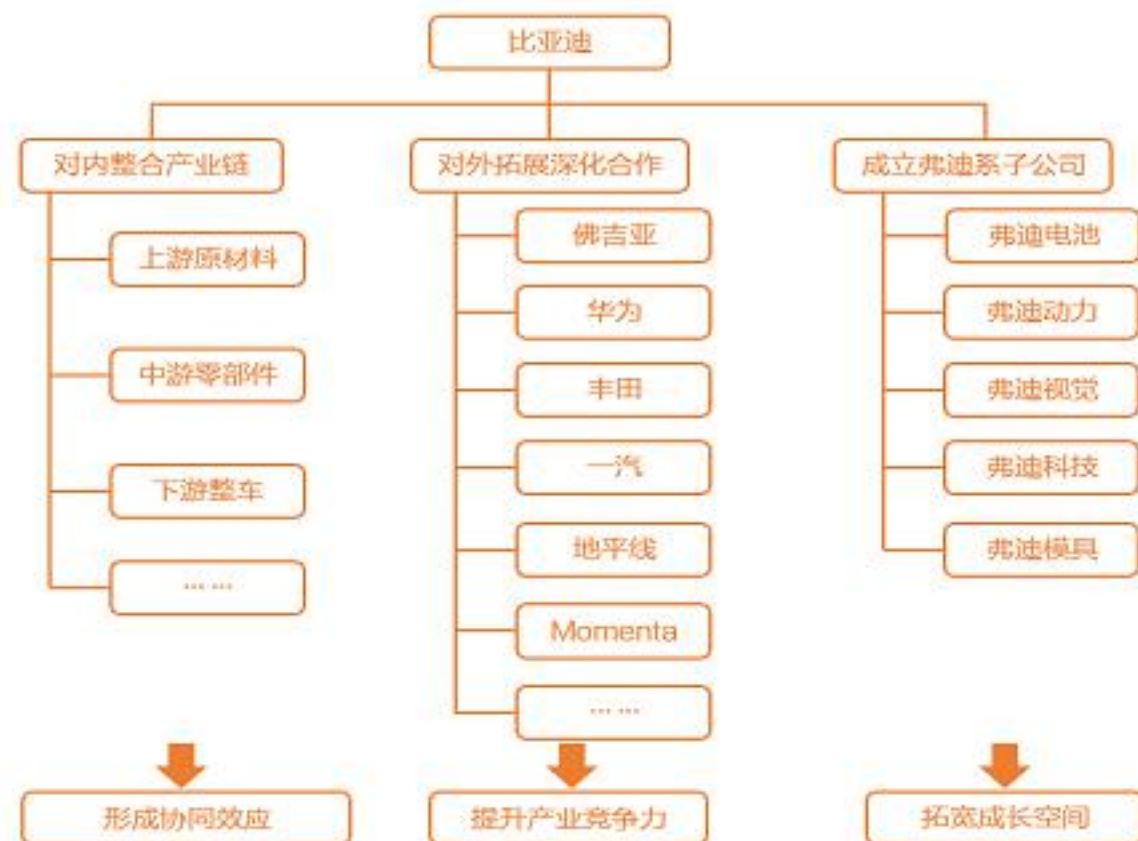 比亚迪
对内整合产业链
上游原材料
中游零部件
下游整车
… …
形成协同效应
对外拓展深化合作
佛吉亚
华为
丰田
一汽
地平线
Momenta
… …
提升产业竞争力
成立弗迪系子公司
弗迪电池
弗迪动力
弗迪视觉
弗迪科技
弗迪模具
拓宽成长空间